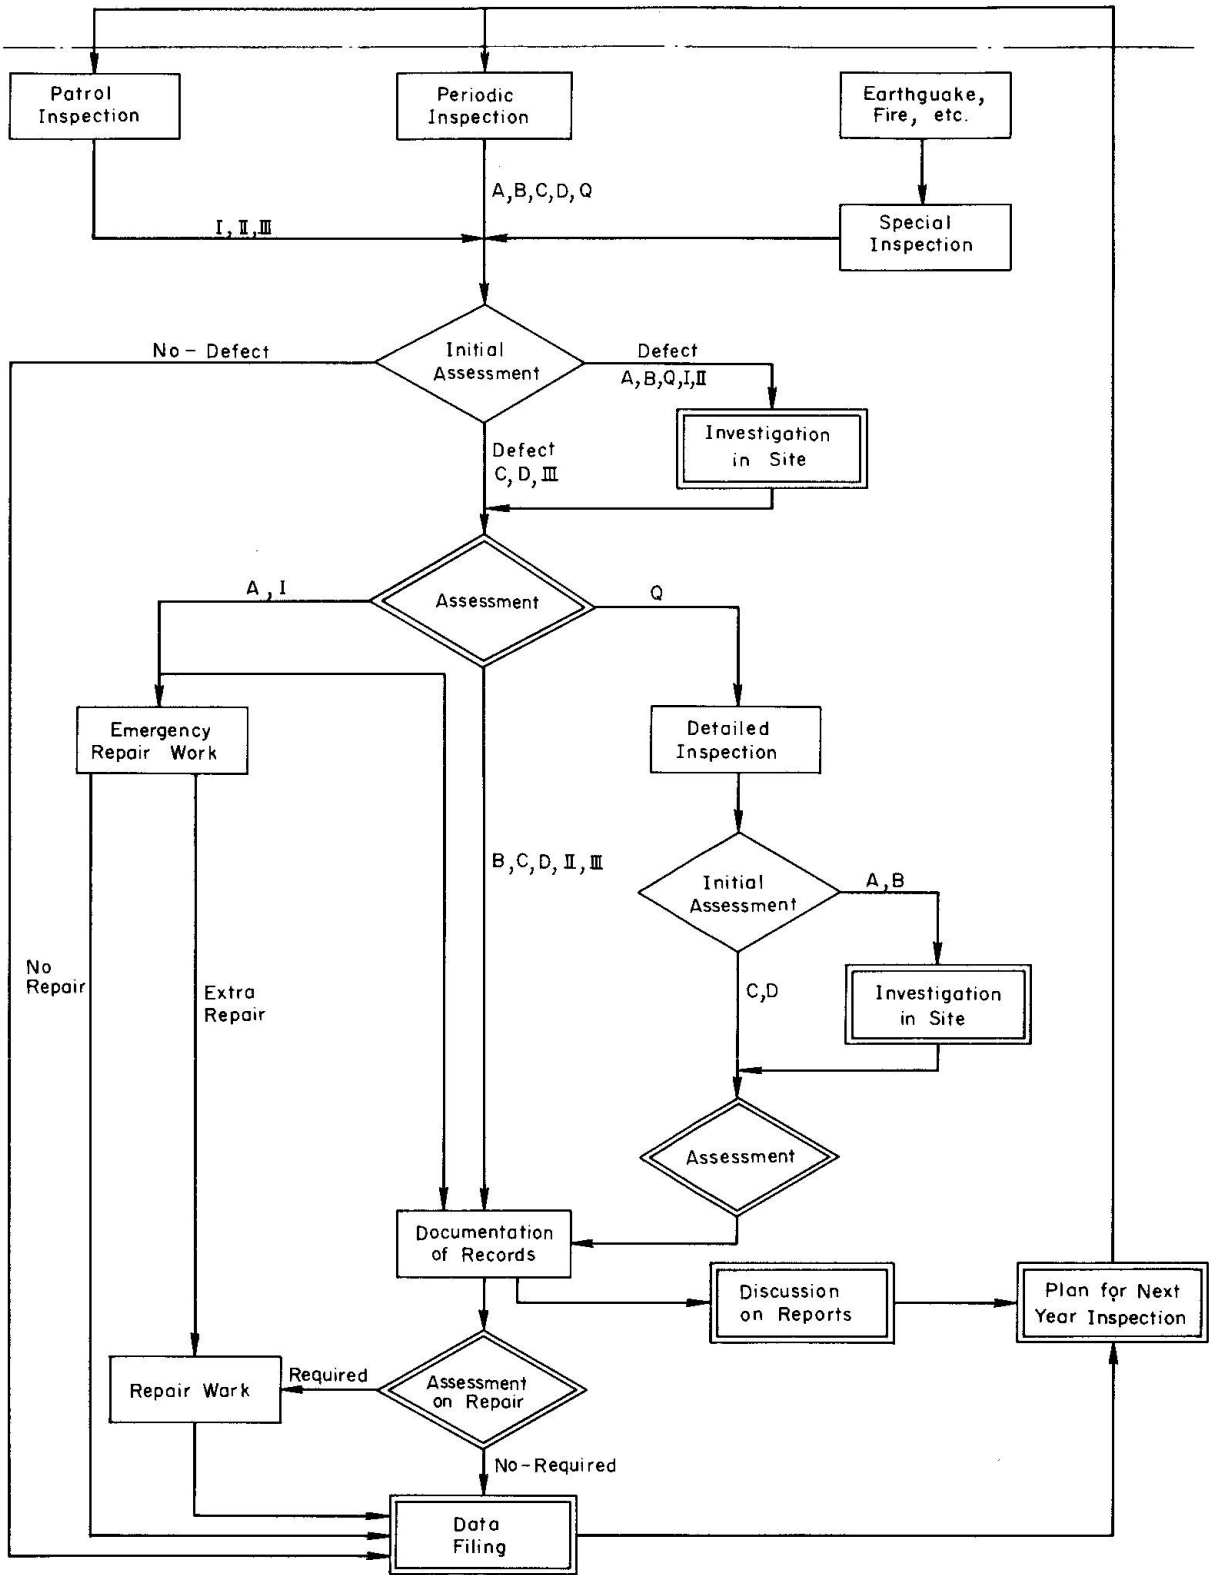 Patrol
Inspection
Periodic
Inspection
Earthquake,
Fire, etc.
A, B, C, D, Q
I, II, III
Special
Inspection
No - Defect
Initial
Assessment
Defect
A, B, Q, I, II
Investigation
in Site
Defect
C, D, III
A, I
Assessment
Q
Emergency
Repair Work
Detailed
Inspection
B, C, D, II, III
Initial
Assessment
A, B
No
Repair
Extra
Repair
C, D
Investigation
in Site
Assessment
Documentation
of Records
Discussion
on Reports
Plan for Next
Year Inspection
Repair Work
Required
Assessment
on Repair
No-Required
Data
Filing